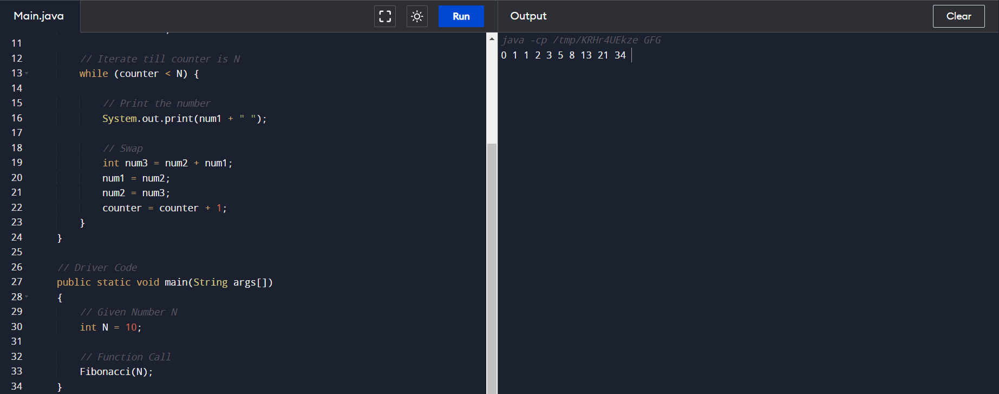 Main.java
Run
Output
Clear
11
12 // Iterate till counter is N
13 while (counter < N) {
14
15 // Print the number
16 System.out.print(num1 + " ");
17
18 // Swap
19 int num3 = num2 + num1;
20 num1 = num2;
21 num2 = num3;
22 counter = counter + 1;
23 }
24 }
25
26 // Driver Code
27 public static void main(String args[])
28 {
29 // Given Number N
30 int N = 10;
31
32 // Function Call
33 Fibonacci(N);
34 }
java -cp /tmp/KRHr4UEkze GFG
0 1 1 2 3 5 8 13 21 34